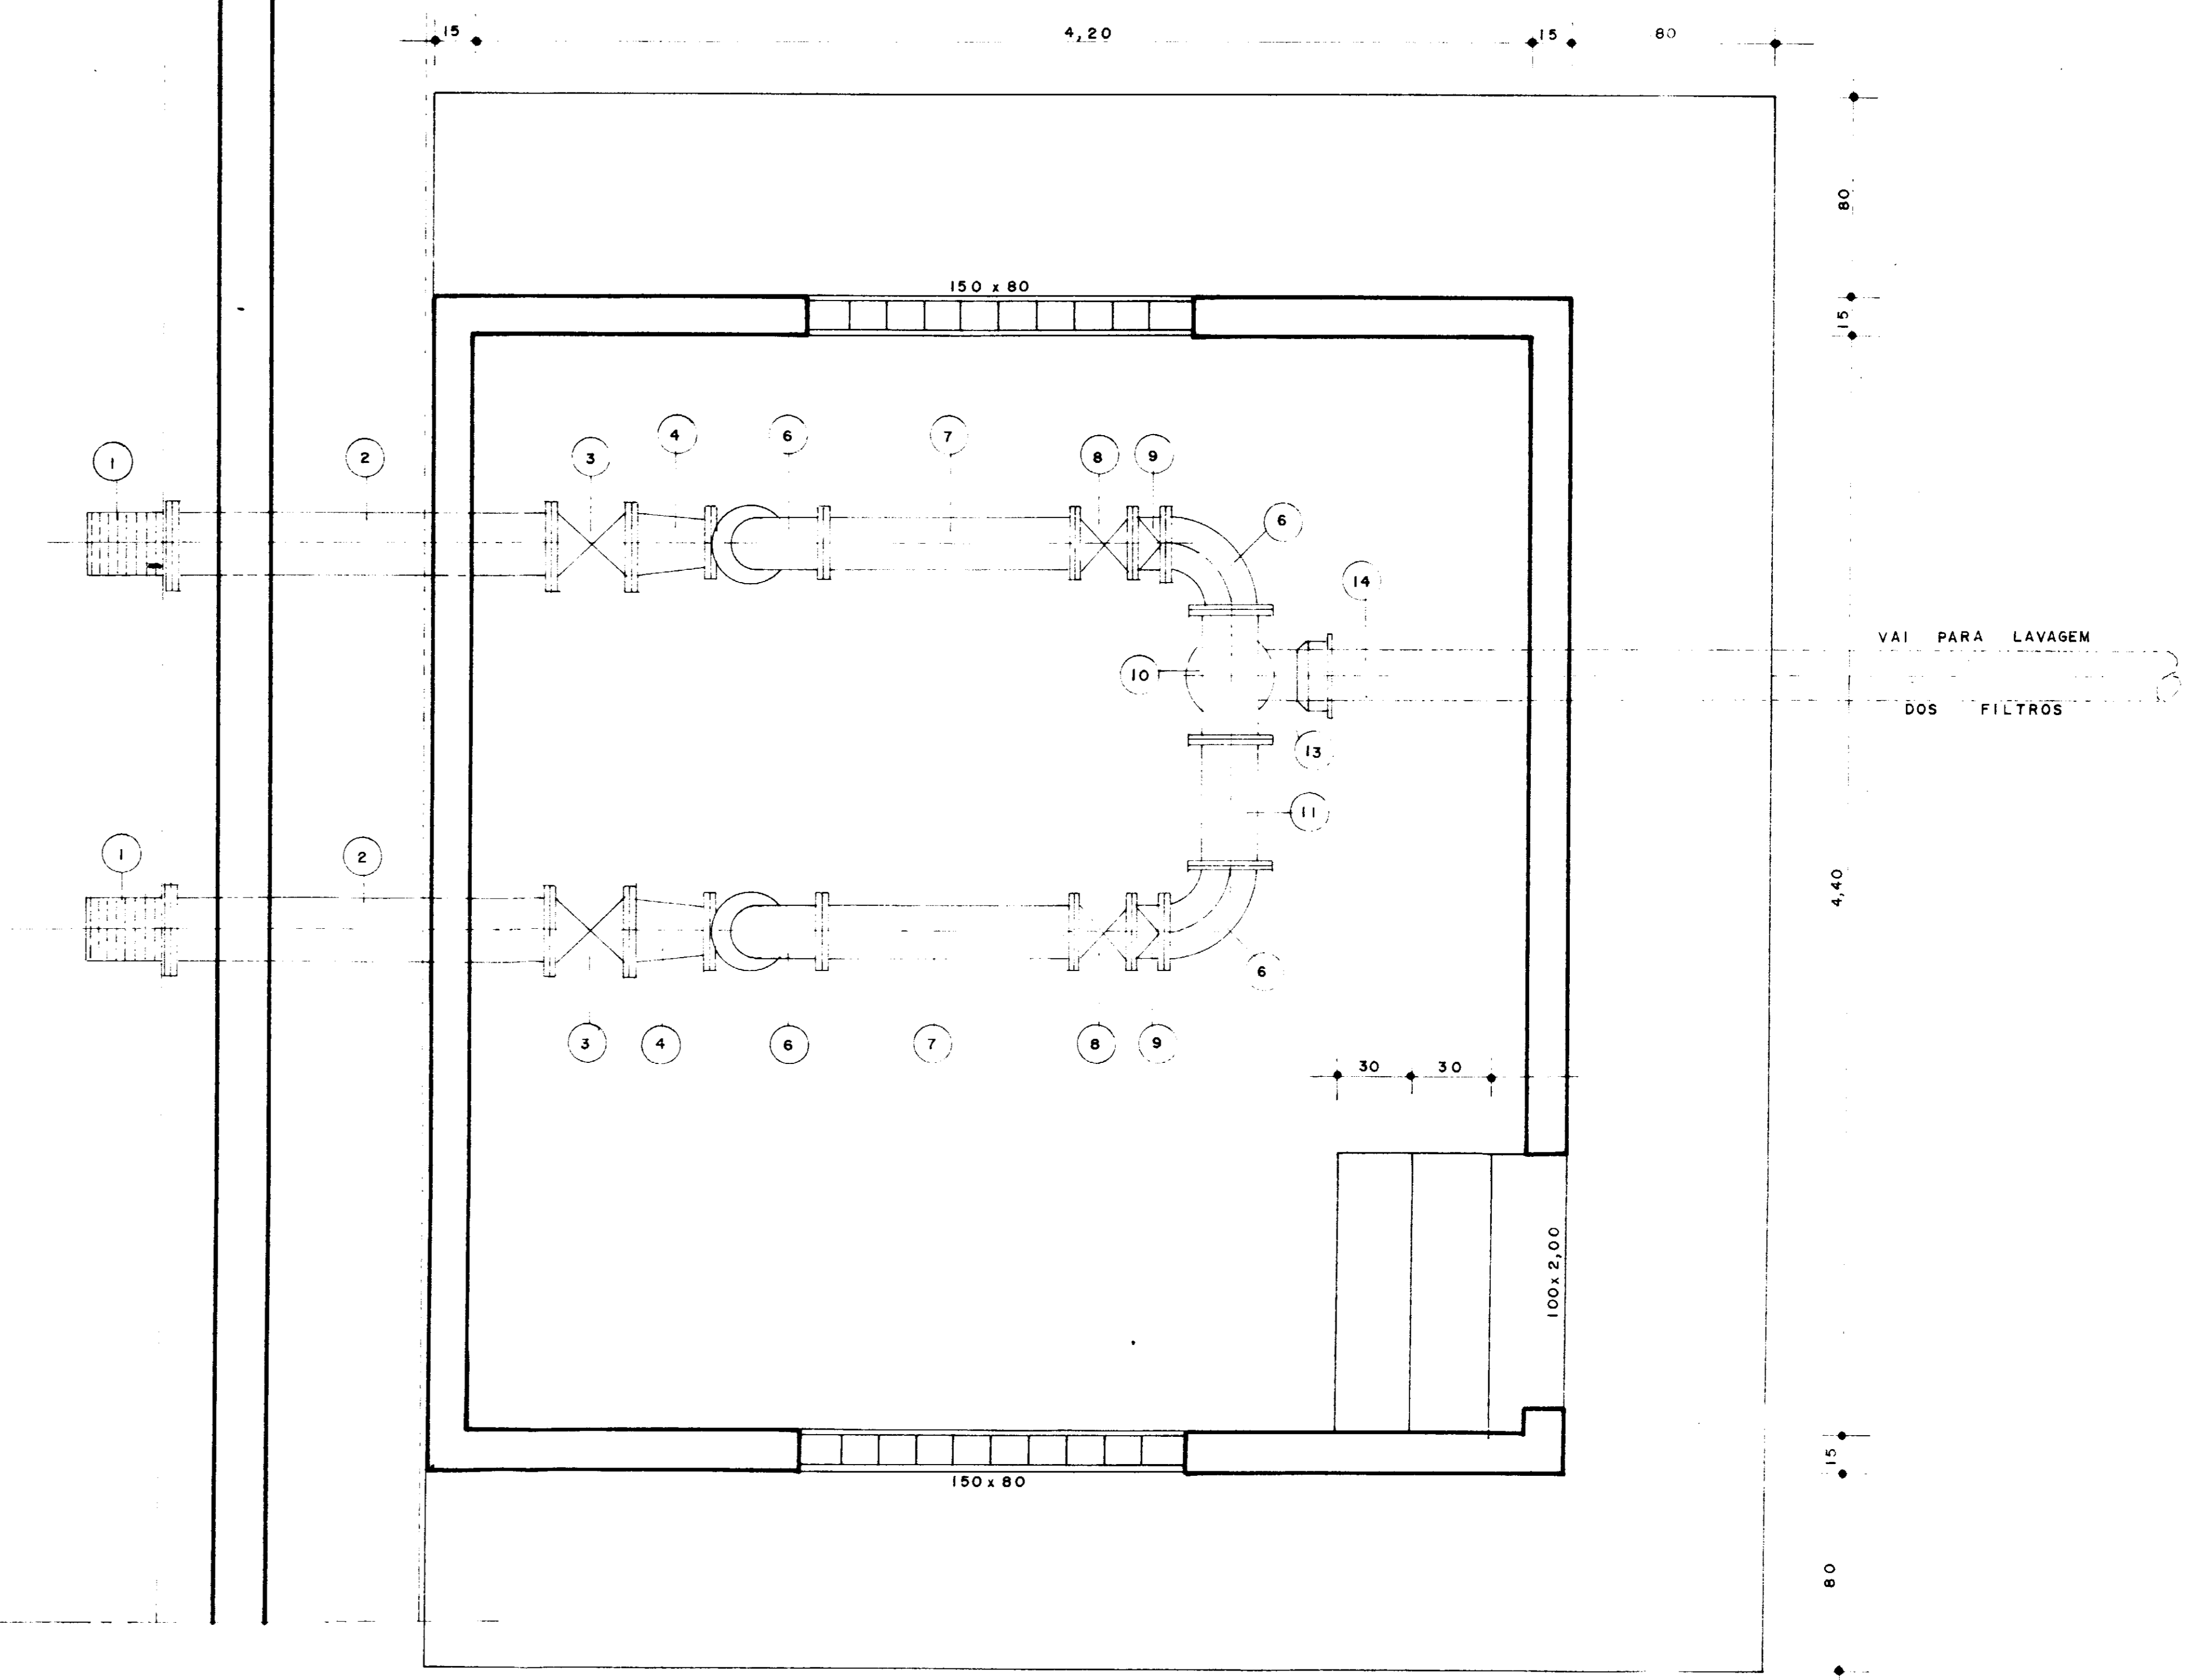 15 4,20 15 80
80
150 x 80
15
4 6 7
1 2 3 8 9
6
14
VAI PARA LAVAGEM
10
DOS FILTROS
13
11
1 2
4,40
6
3 4 6 7 8 9
30 30
100 x 2,00
15
150 x 80
80